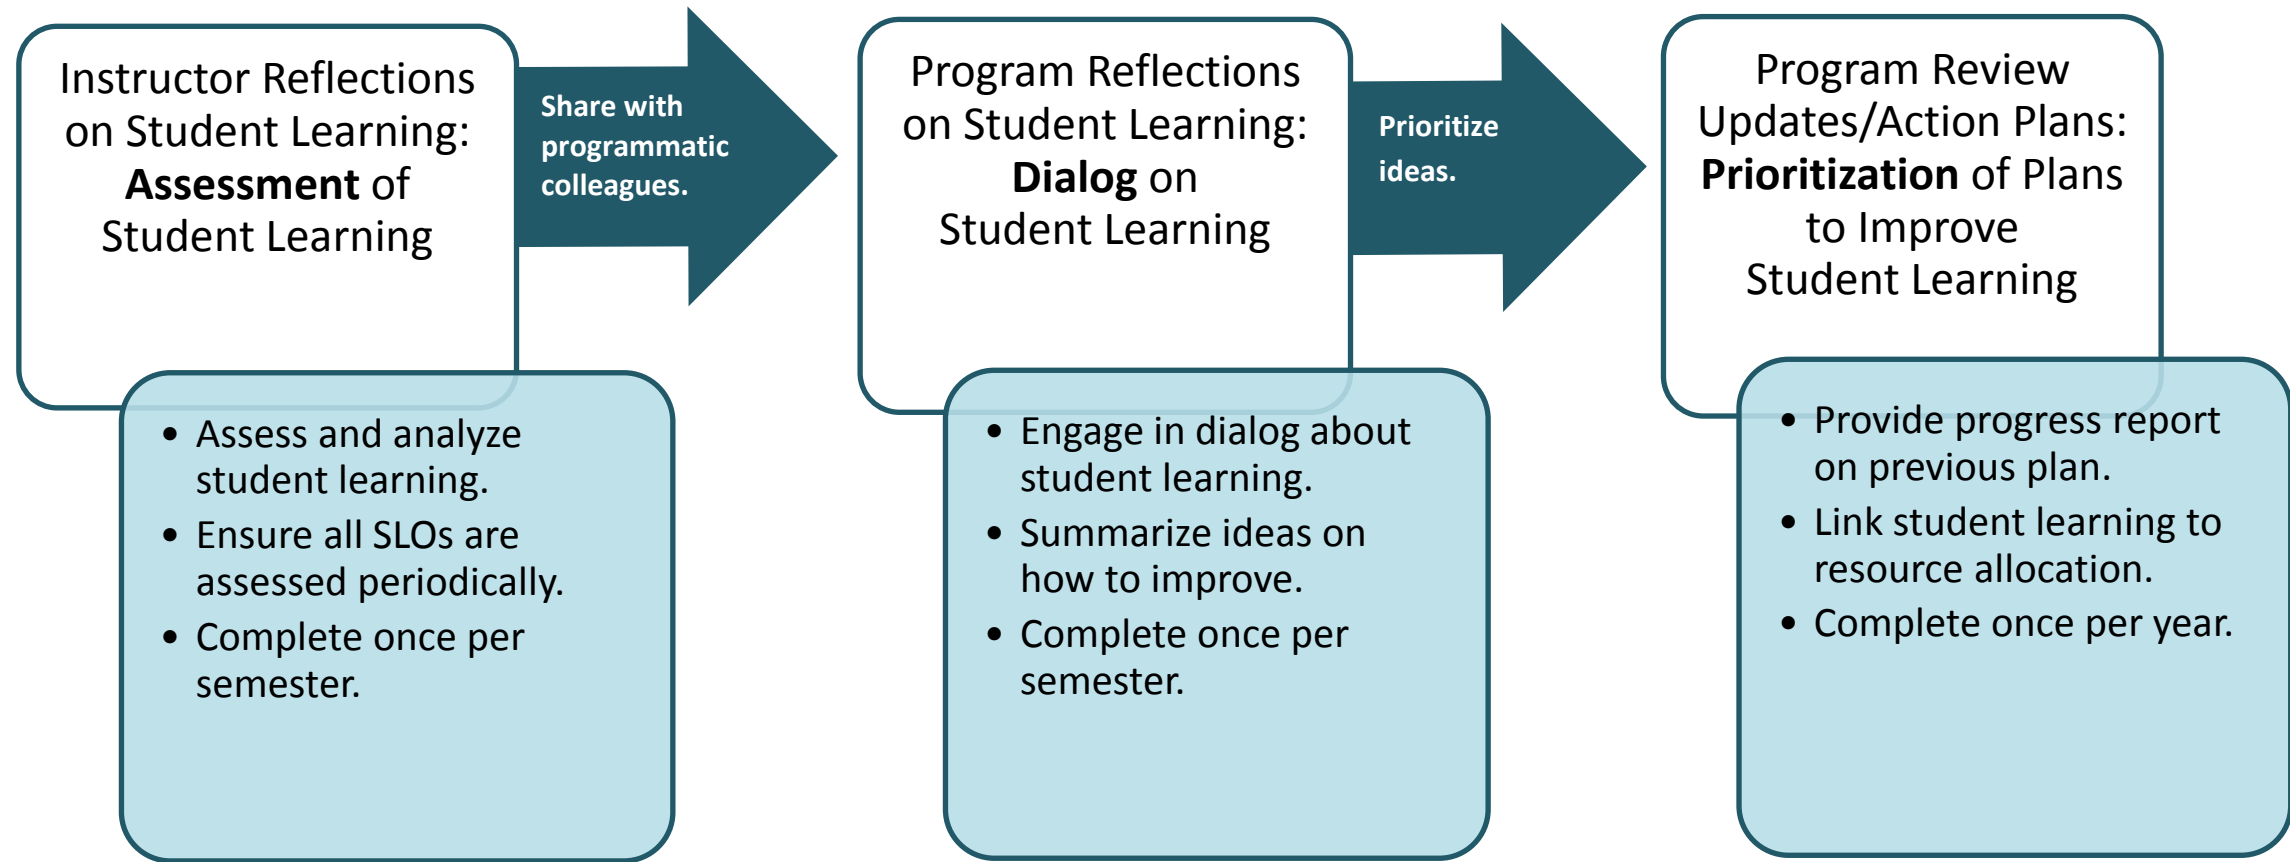 Instructor Reflections
on Student Learning:
Assessment of
Student Learning
• Assess and analyze
student learning.
• Ensure all SLOs are
assessed periodically.
• Complete once per
semester.
Share with
programmatic
colleagues.
Program Reflections
on Student Learning:
Dialog on
Student Learning
• Engage in dialog about
student learning.
• Summarize ideas on
how to improve.
• Complete once per
semester.
Prioritize
ideas.
Program Review
Updates/Action Plans:
Prioritization of Plans
to Improve
Student Learning
• Provide progress report
on previous plan.
• Link student learning to
resource allocation.
• Complete once per year.